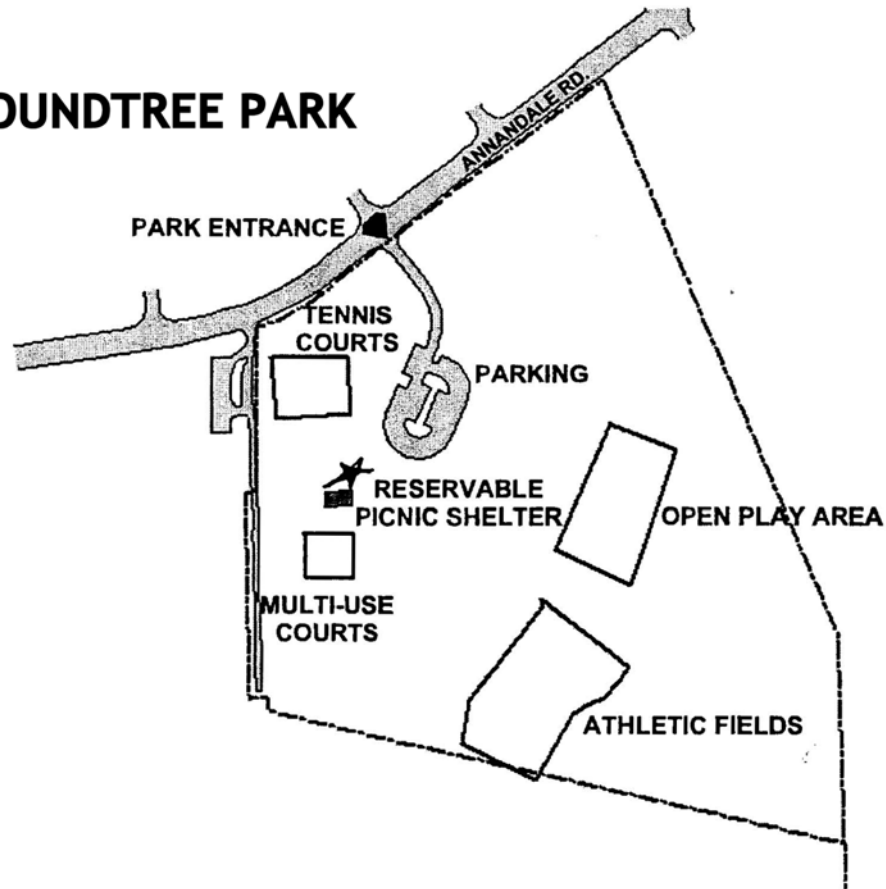 OUNDTREE PARK
ANNANDALE RD.
PARK ENTRANCE
TENNIS
COURTS
PARKING
RESERVABLE
PICNIC SHELTER
OPEN PLAY AREA
MULTI-USE
COURTS
ATHLETIC FIELDS